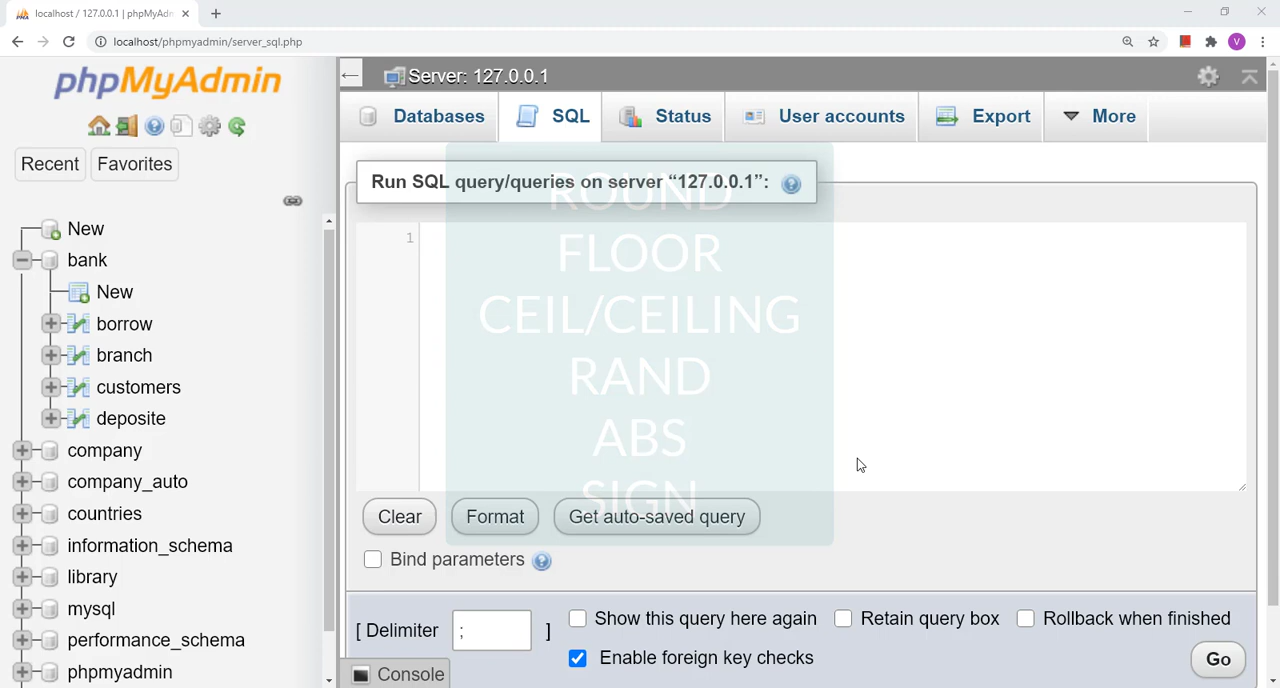 localhost / 127.0.0.1 | phpMyAdn
localhost/phpmyadmin/server_sql.php
V
phpMyAdmin
Recent
Favorites
New
bank
New
borrow
branch
customers
deposite
company
company_auto
countries
information_schema
library
mysql
performance_schema
phpmyadmin
Server: 127.0.0.1
Databases
SQL
Status
User accounts
Export
More
Run SQL query/queries on server “127.0.0.1”:
1
ROUND
FLOOR
CEIL/CEILING
RAND
ABS
SIGN
Clear
Format
Get auto-saved query
Bind parameters
[ Delimiter
;
]
Show this query here again
Retain query box
Rollback when finished
Enable foreign key checks
Go
Console